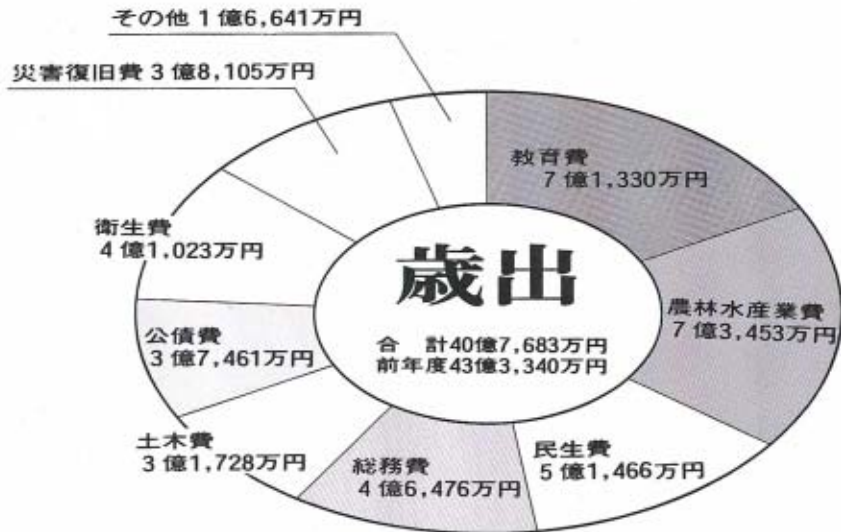 その他 1 億6,641万円
災害復旧費 3 億8,105万円
教育費
7 億1,330万円
衛生費
4 億1.023万円
歳出
農林水産業費
7 億3,453万円
合　計40億7,683万円
前年度43億3,340万円
公債費
3 億7,461万円
土木費
3 億1,728万円
総務費
4 億6,476万円
民生費
5 億1,466万円